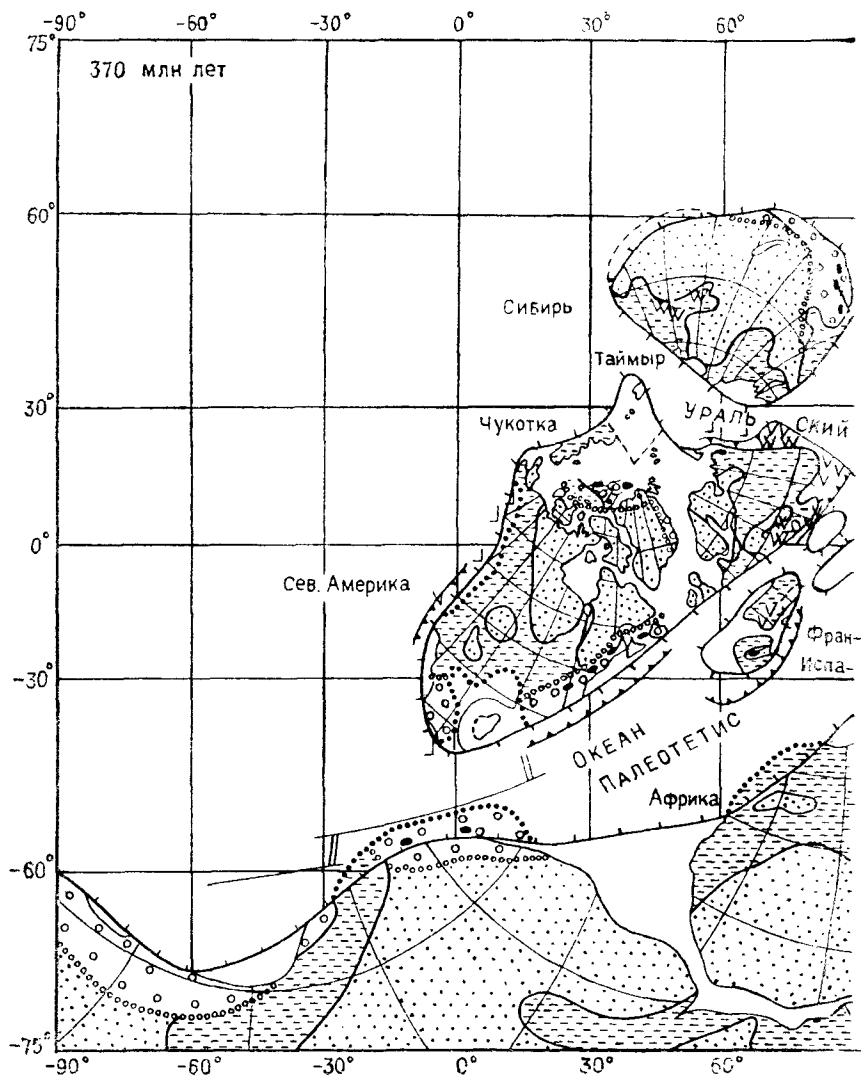 -90° -60° -30° 0° 30° 60°
75°
370 млн лет
60°
Сибирь
Таймыр
30°
УРАЛЬ
СКИЙ
Чукотка
0°
Сев. Америка
Фран-
Испа-
-30°
ОКЕАН
ПАЛЕОТЕТИС
Африка
-60°
-75°
-90° -60° -30° 0° 30° 60°